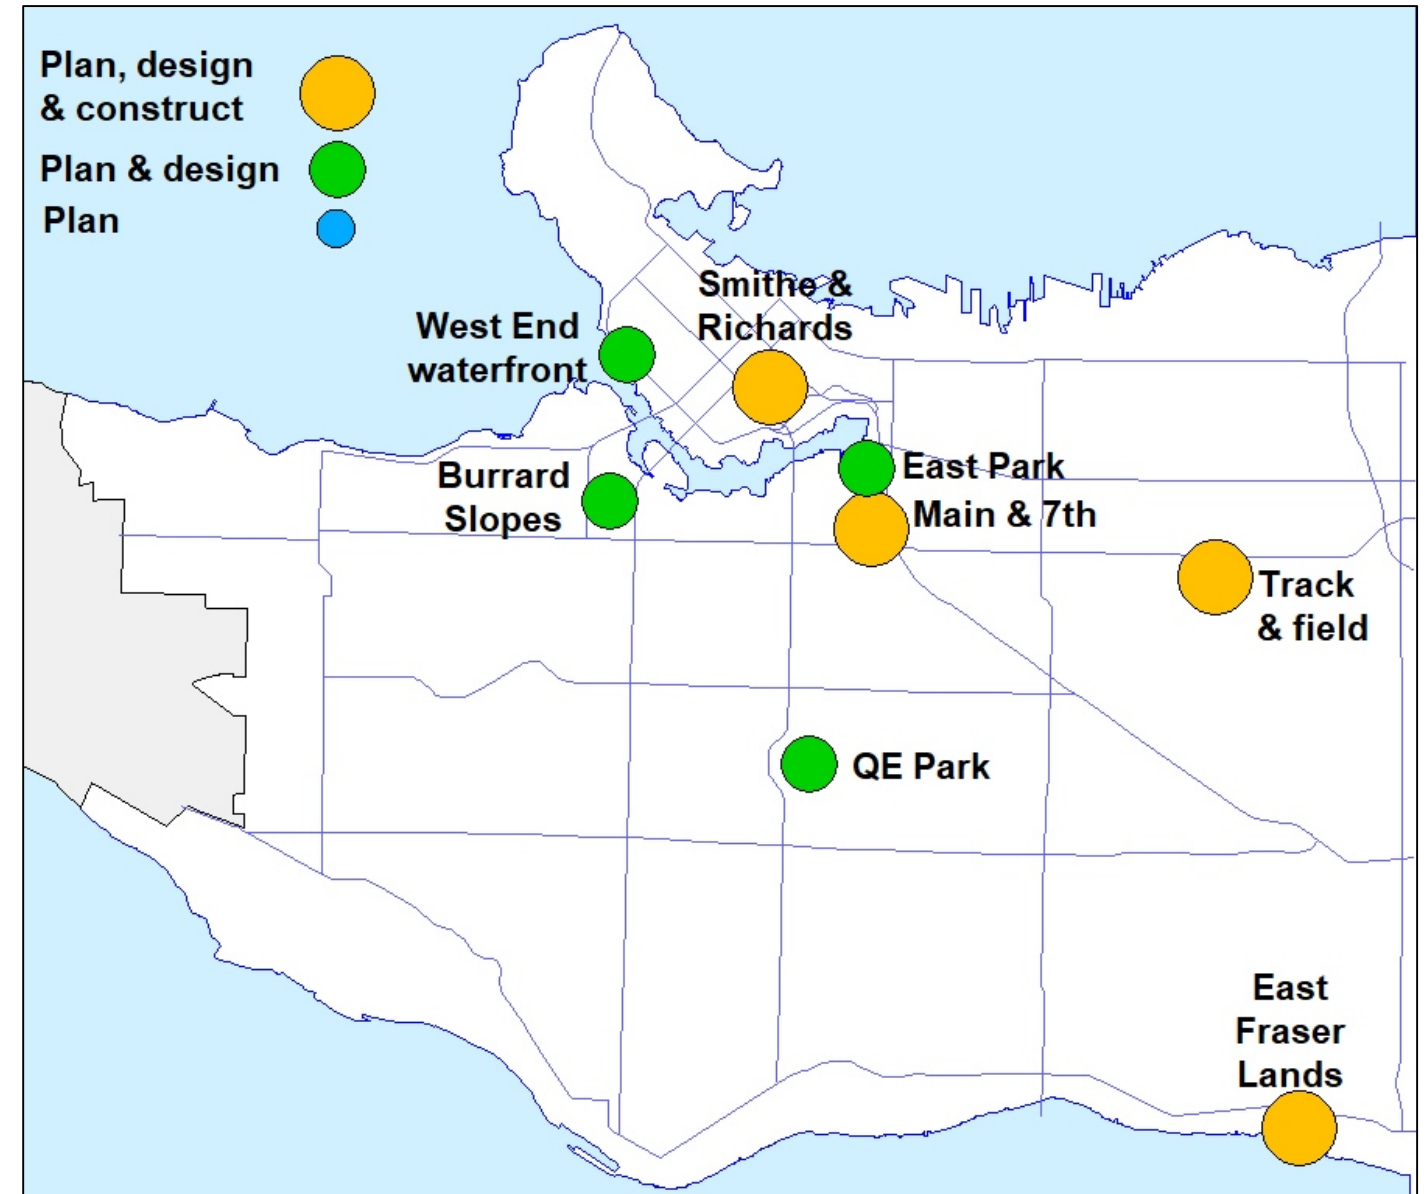 Plan, design
& construct
Plan & design
Plan
Smithe &
Richards
West End
waterfront
East Park
Burrard
Slopes
Main & 7th
Track
& field
QE Park
East
Fraser
Lands